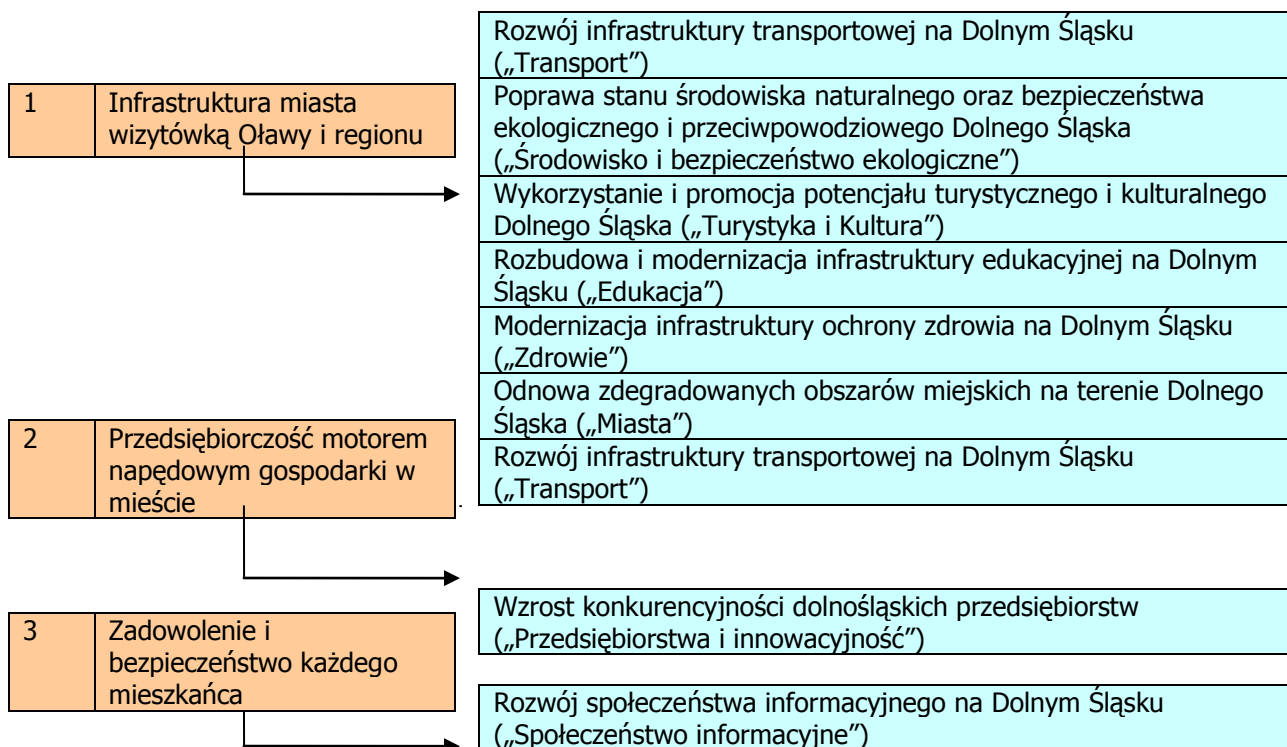 1
Infrastruktura miasta
wizytówką Oławy i regionu
Rozwój infrastruktury transportowej na Dolnym Śląsku
(„Transport”)
Poprawa stanu środowiska naturalnego oraz bezpieczeństwa
ekologicznego i przeciwpowodziowego Dolnego Śląska
(„Środowisko i bezpieczeństwo ekologiczne”)
Wykorzystanie i promocja potencjału turystycznego i kulturalnego
Dolnego Śląska („Turystyka i Kultura”)
Rozbudowa i modernizacja infrastruktury edukacyjnej na Dolnym
Śląsku („Edukacja”)
Modernizacja infrastruktury ochrony zdrowia na Dolnym Śląsku
(„Zdrowie”)
Odnowa zdegradowanych obszarów miejskich na terenie Dolnego
Śląska („Miasta”)
Rozwój infrastruktury transportowej na Dolnym Śląsku
(„Transport”)
2
Przedsiębiorczość motorem
napędowym gospodarki w
mieście
.
Wzrost konkurencyjności dolnośląskich przedsiębiorstw
(„Przedsiębiorstwa i innowacyjność”)
3
Zadowolenie i
bezpieczeństwo każdego
mieszkańca
Rozwój społeczeństwa informacyjnego na Dolnym Śląsku
(„Społeczeństwo informacyjne”)